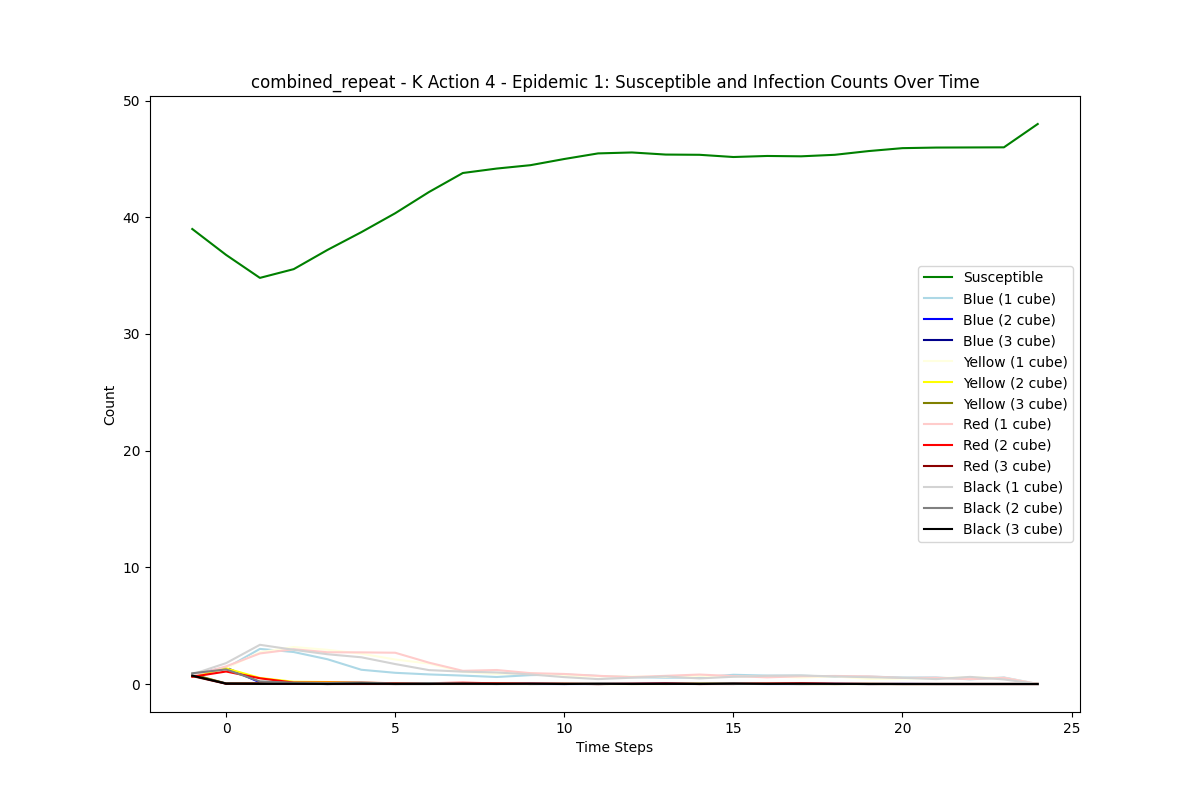 combined_repeat - K Action 4 - Epidemic 1: Susceptible and Infection Counts Over Time
50
40
30
20
10
0
Count
Susceptible
Blue (1 cube)
Blue (2 cube)
Blue (3 cube)
Yellow (1 cube)
Yellow (2 cube)
Yellow (3 cube)
Red (1 cube)
Red (2 cube)
Red (3 cube)
Black (1 cube)
Black (2 cube)
Black (3 cube)
0 5 10 15 20 25
Time Steps